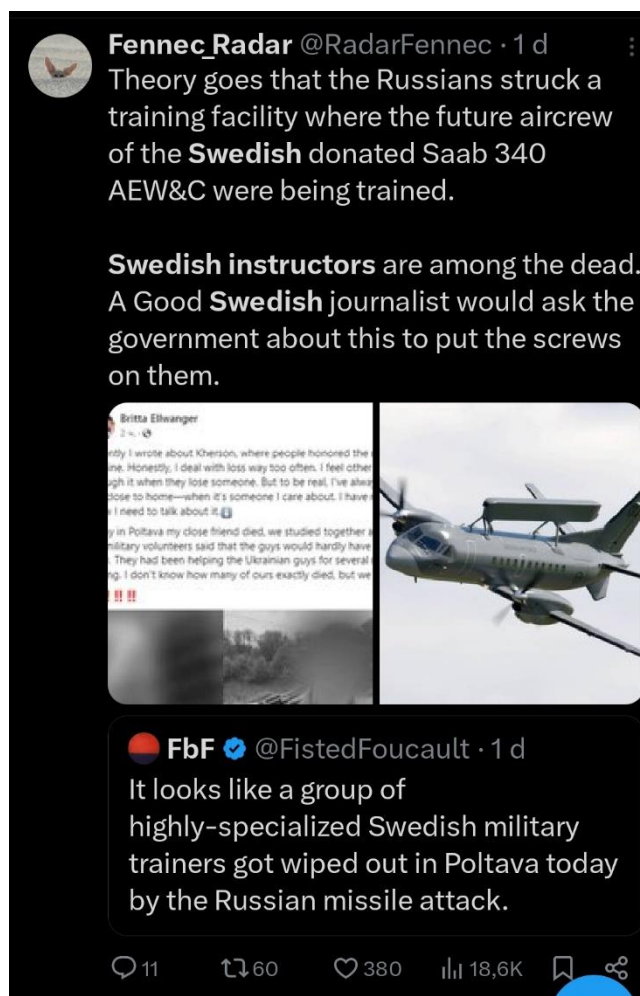 Fennec_Radar @RadarFennec · 1 d
Theory goes that the Russians struck a
training facility where the future aircrew
of the Swedish donated Saab 340
AEW&C were being trained.
Swedish instructors are among the dead.
A Good Swedish journalist would ask the
government about this to put the screws
on them.
Britta Ellwanger
ntly I wrote about Kherson, where people honored the
ine. Honestly, I deal with loss way too often. I feel other
ugh it when they lose someone. But to be real, I've alwa
close to home—when it's someone I care about. I have
I need to talk about it.
y in Poltava my close friend died, we studied together a
military volunteers said that the guys would hardly have
. They had been helping the Ukrainian guys for several
ng. I don't know how many of ours exactly died, but we
!! !! !!
FbF @FistedFoucault · 1 d
It looks like a group of
highly-specialized Swedish military
trainers got wiped out in Poltava today
by the Russian missile attack.
11 60 380 18,6K